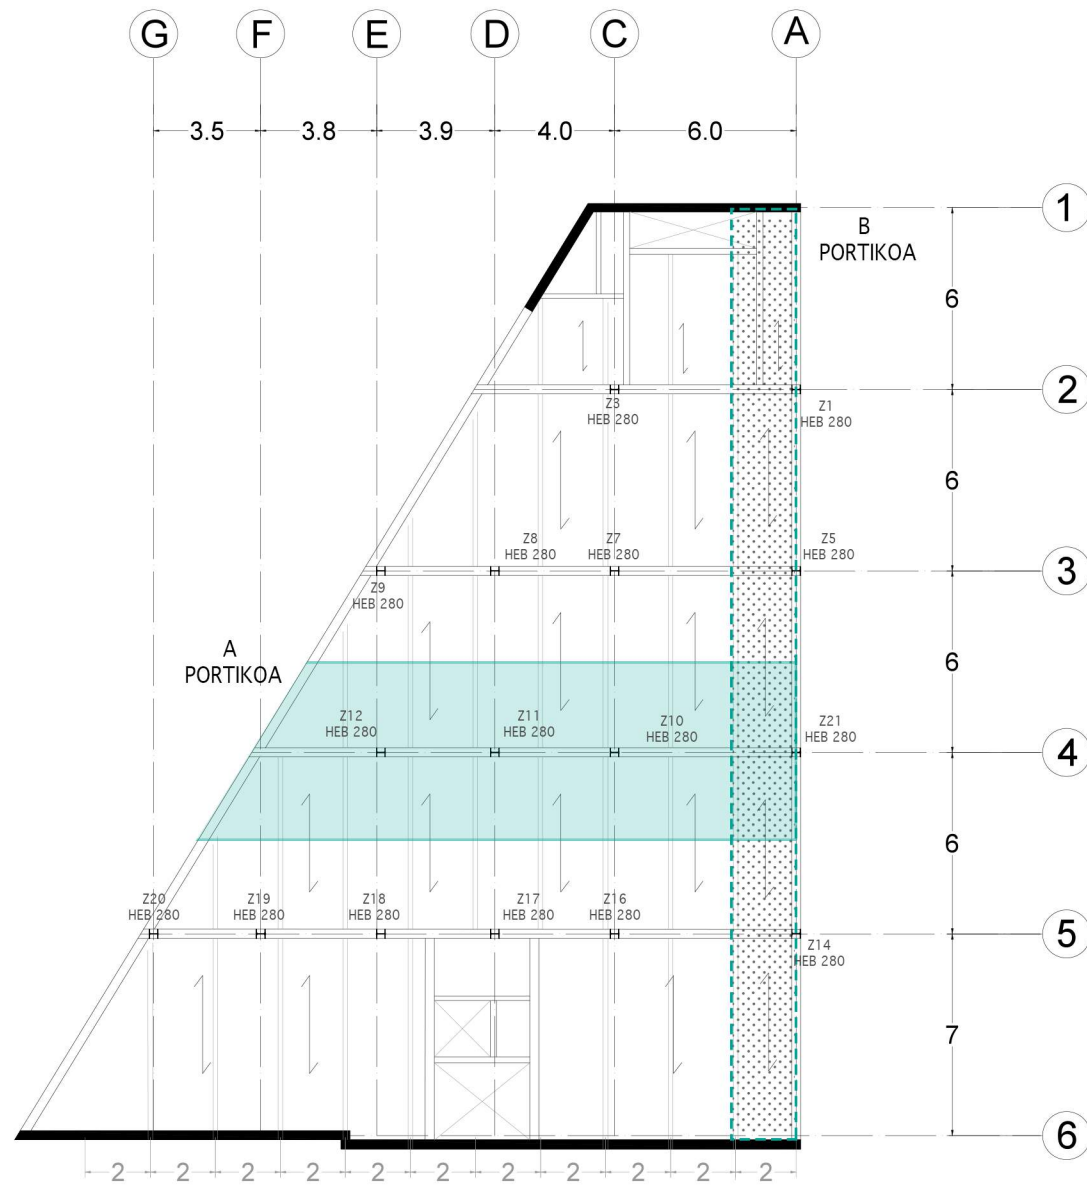 G F E D C A
3.5 3.8 3.9 4.0 6.0
1
B
PORTIKOA
6
2
Z3
HEB 280
Z1
HEB 280
6
Z8
HEB 280
Z7
HEB 280
Z5
HEB 280
3
Z9
HEB 280
A
PORTIKOA
6
Z12
HEB 280
Z11
HEB 280
Z10
HEB 280
Z21
HEB 280
4
6
Z20
HEB 280
Z19
HEB 280
Z18
HEB 280
Z17
HEB 280
Z16
HEB 280
5
Z14
HEB 280
7
6
2 2 2 2 2 2 2 2 2 2 2